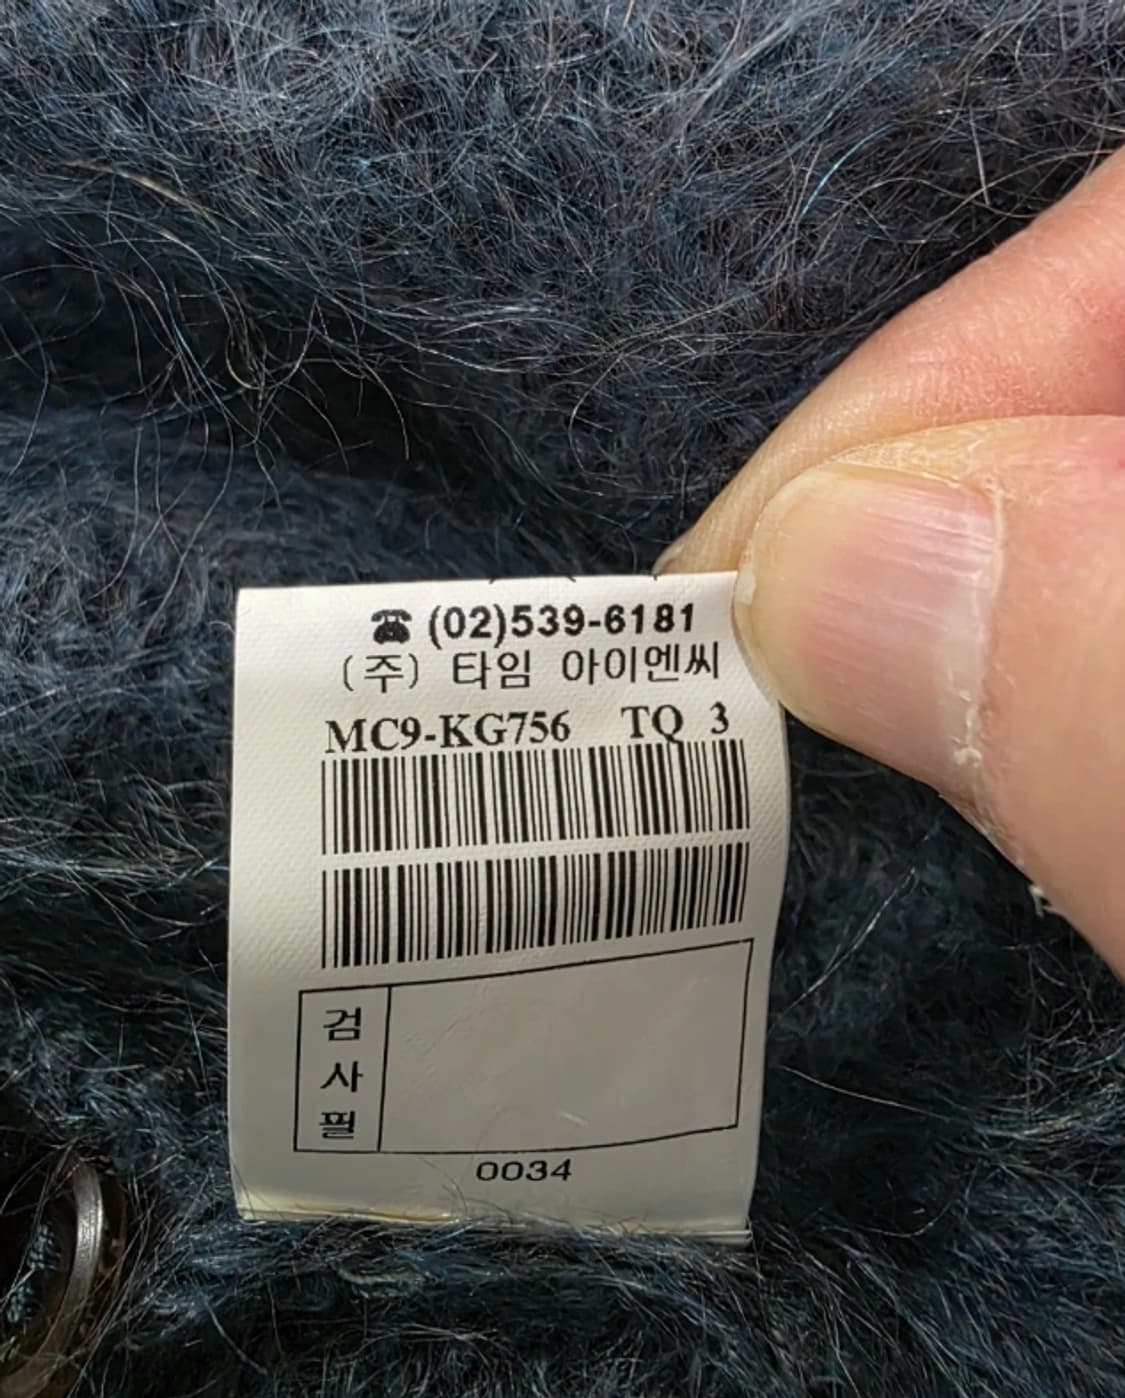 ☎ (02)539-6181
(주) 타임 아이엔씨
MC9-KG756 TQ 3
검
사
필
0034